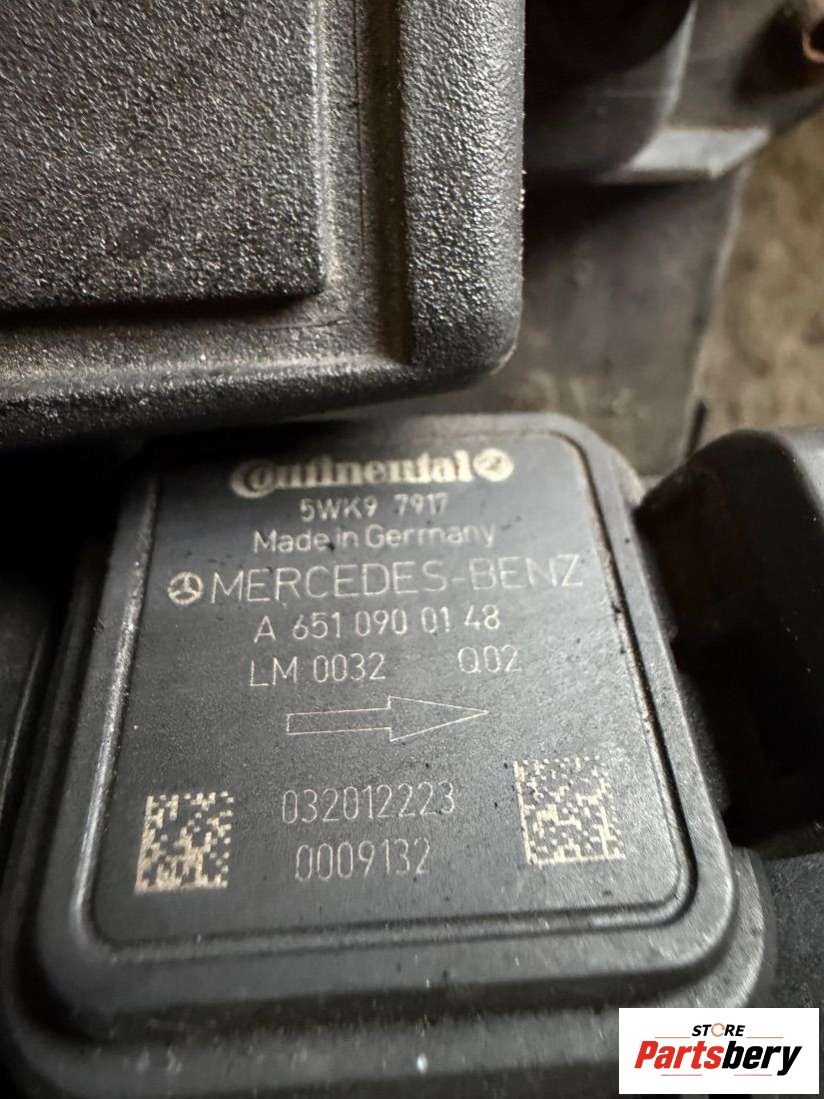 Continental
5WK9 7917
Made in Germany
MERCEDES-BENZ
A 651 090 01 48
LM 0032 Q02
032012223
0009132
STORE
Partsbery